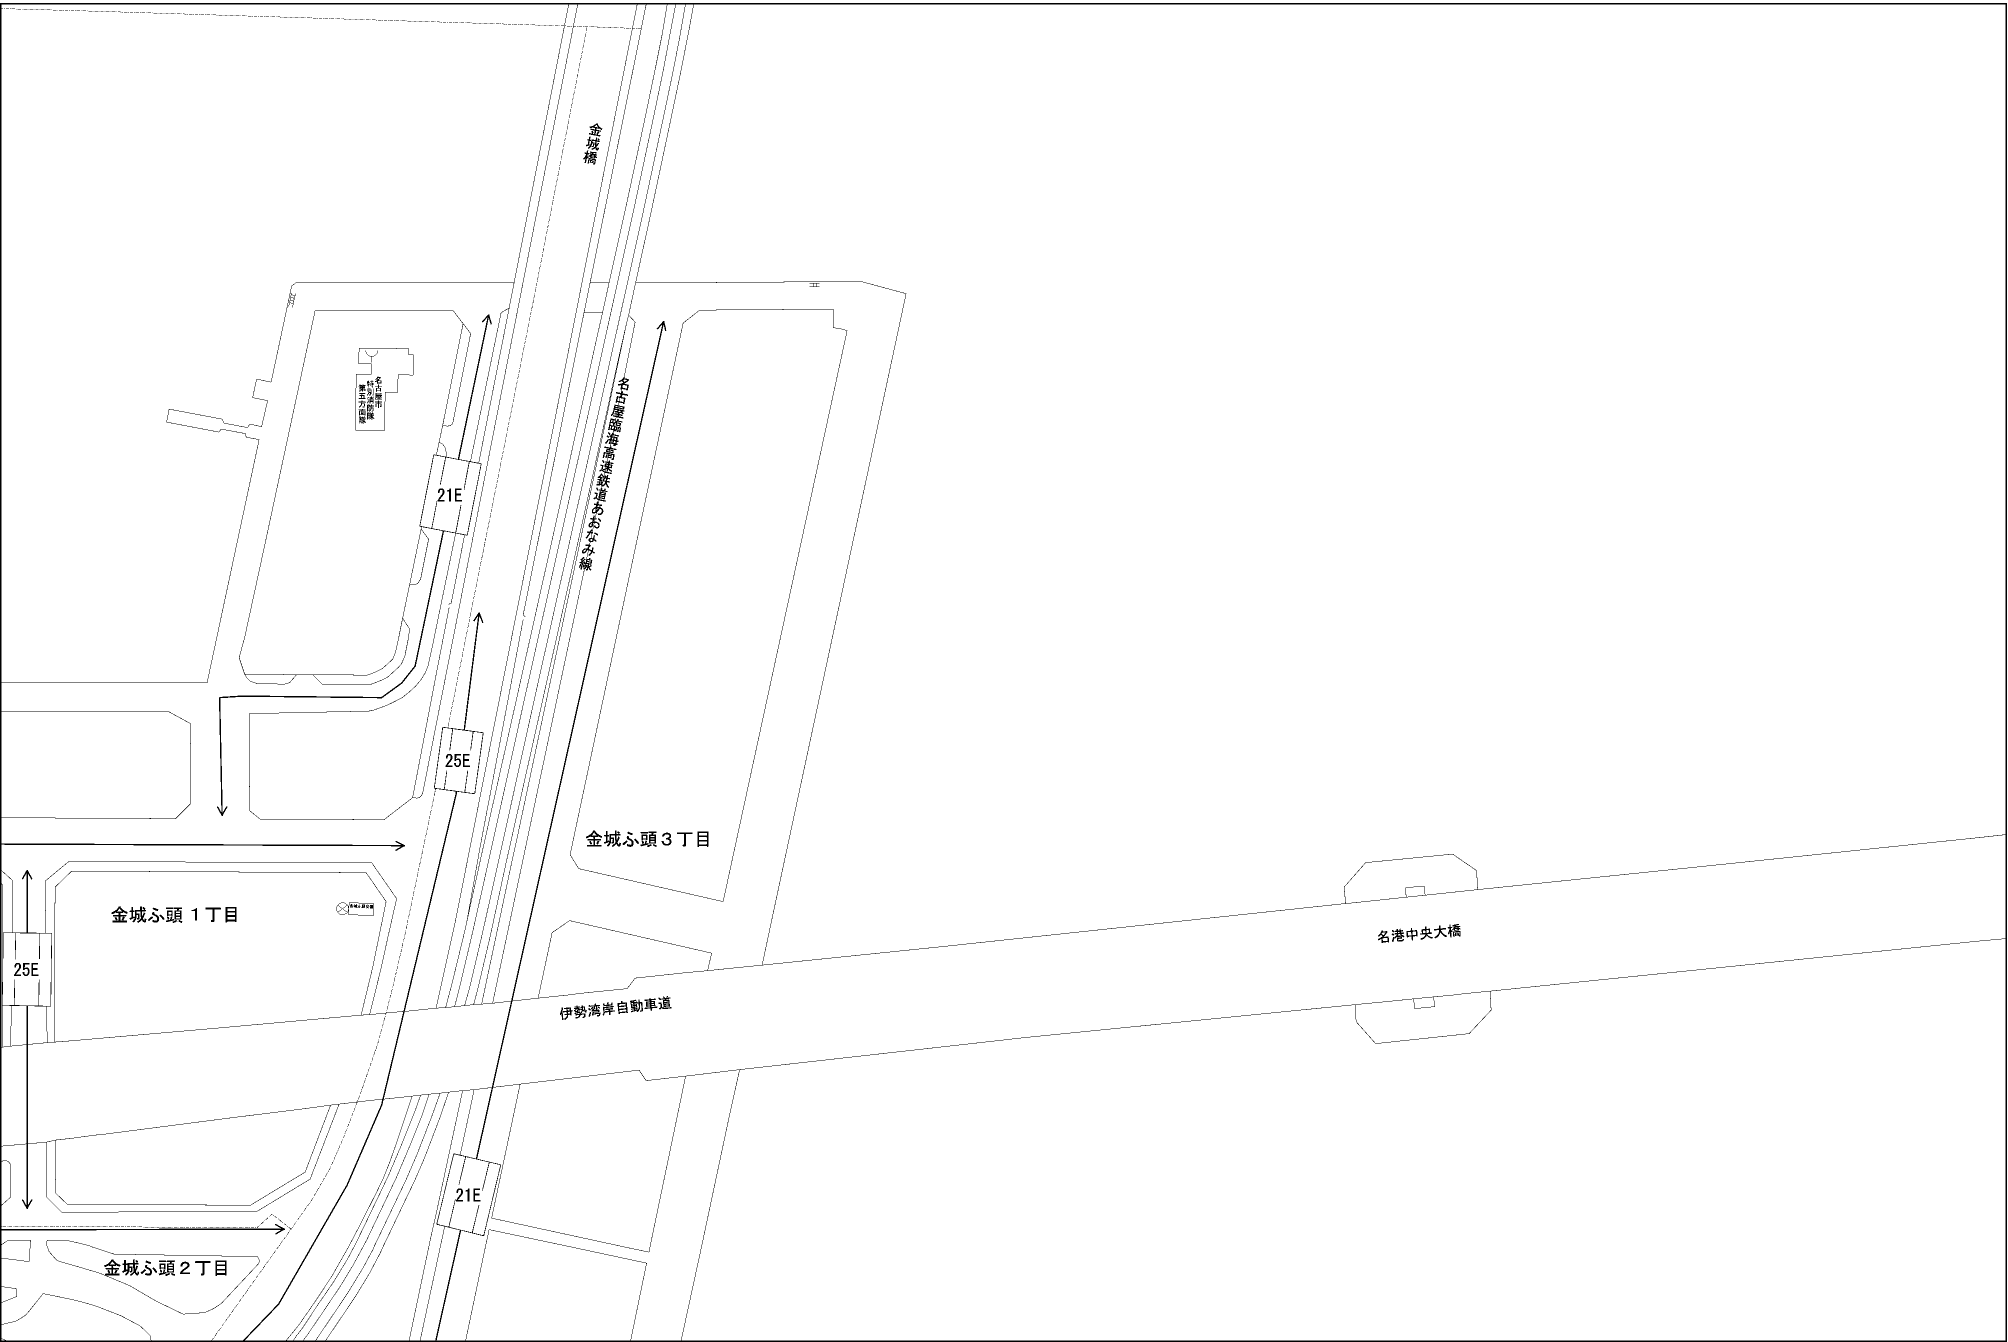 金城橋
名古屋市
特別消防隊
第五方面隊
名古屋臨海高速鉄道あおなみ線
21E
25E
金城ふ頭３丁目
金城ふ頭１丁目
25E
名港中央大橋
伊勢湾岸自動車道
21E
金城ふ頭２丁目